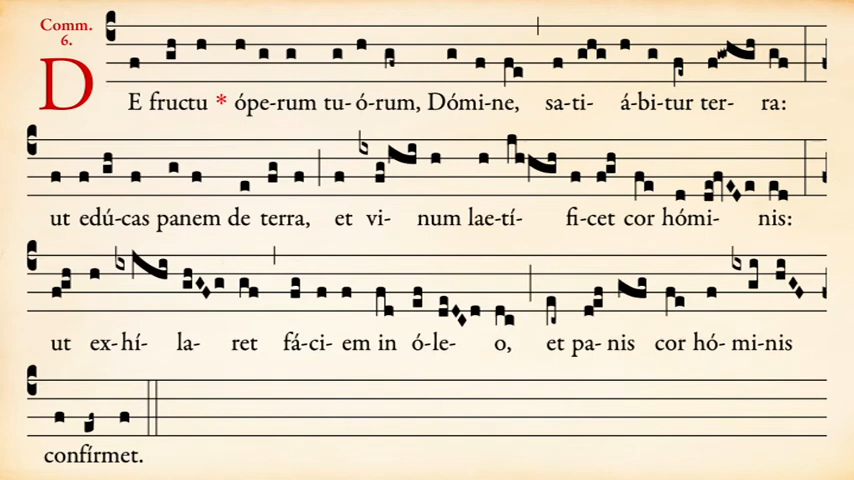 Comm.
6.
DE fructu * ópe-rum tu-ó-rum, Dómi-ne, sa-ti- á-bi-tur ter- ra:
ut edú-cas panem de terra, et vi- num lae-tí- fi-cet cor hómi- nis:
ut ex-hí- la- ret fá-ci- em in ó-le- o, et pa- nis cor hó- mi-nis
confírmet.